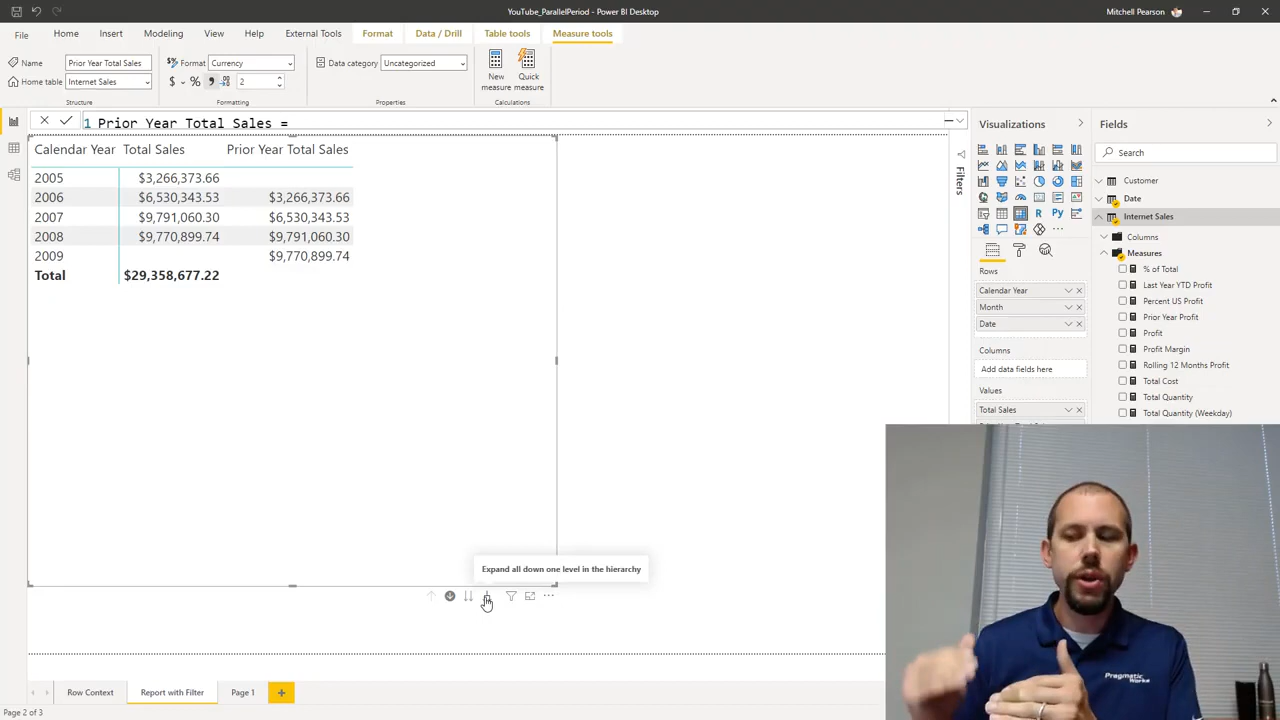 YouTube_ParallelPeriod - Power BI Desktop
Mitchell Pearson
File
Home
Insert
Modeling
View
Help
External Tools
Format
Data / Drill
Table tools
Measure tools
Name
Prior Year Total Sales
Format
Currency
Data category
Uncategorized
New
measure
Quick
measure
Home table
Internet Sales
$
%
2
Structure
Formatting
Properties
Calculations
1 Prior Year Total Sales =
Calendar Year Total Sales Prior Year Total Sales
2005 $3,266,373.66
2006 $6,530,343.53 $3,266,373.66
2007 $9,791,060.30 $6,530,343.53
2008 $9,770,899.74 $9,791,060.30
2009 $9,770,899.74
Total $29,358,677.22
Expand all down one level in the hierarchy
Filters
Visualizations
R
Py
Rows
Calendar Year
Month
Date
Columns
Add data fields here
Values
Total Sales
Fields
Search
Customer
Date
Internet Sales
Columns
Measures
% of Total
Last Year YTD Profit
Percent US Profit
Prior Year Profit
Profit
Profit Margin
Rolling 12 Months Profit
Total Cost
Total Quantity
Total Quantity (Weekday)
Pragmatic
Works
Row Context
Report with Filter
Page 1
Page 2 of 3